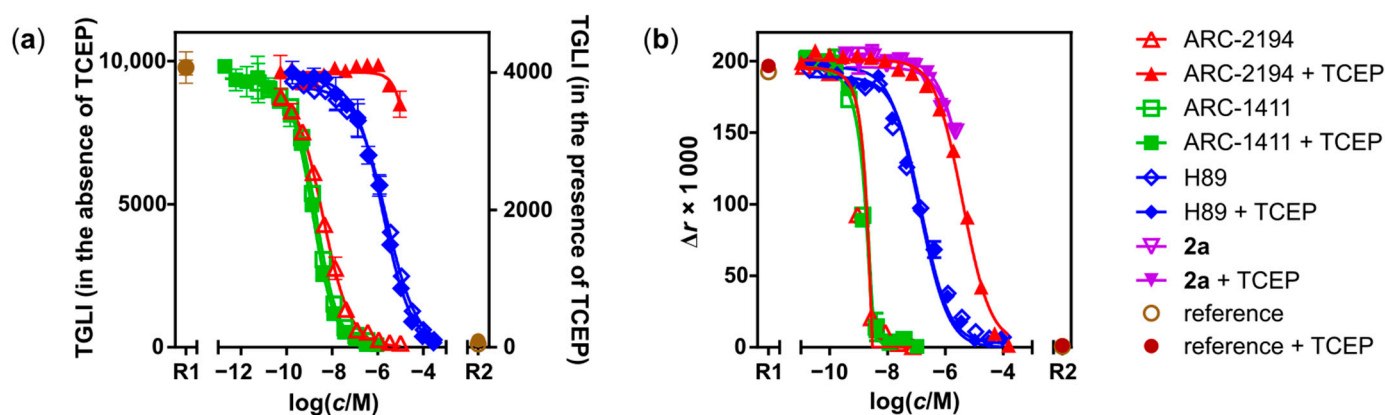 (a)
TGLI (in the absence of TCEP)
10,000
5000
0
4000
2000
0
TGLI (in the presence of TCEP)
R1 −12 −10 −8 −6 −4 R2
log(c/M)
(b)
Δr × 1 000
200
150
100
50
0
R1 −10 −8 −6 −4 R2
log(c/M)
ARC-2194
ARC-2194 + TCEP
ARC-1411
ARC-1411 + TCEP
H89
H89 + TCEP
2a
2a + TCEP
reference
reference + TCEP